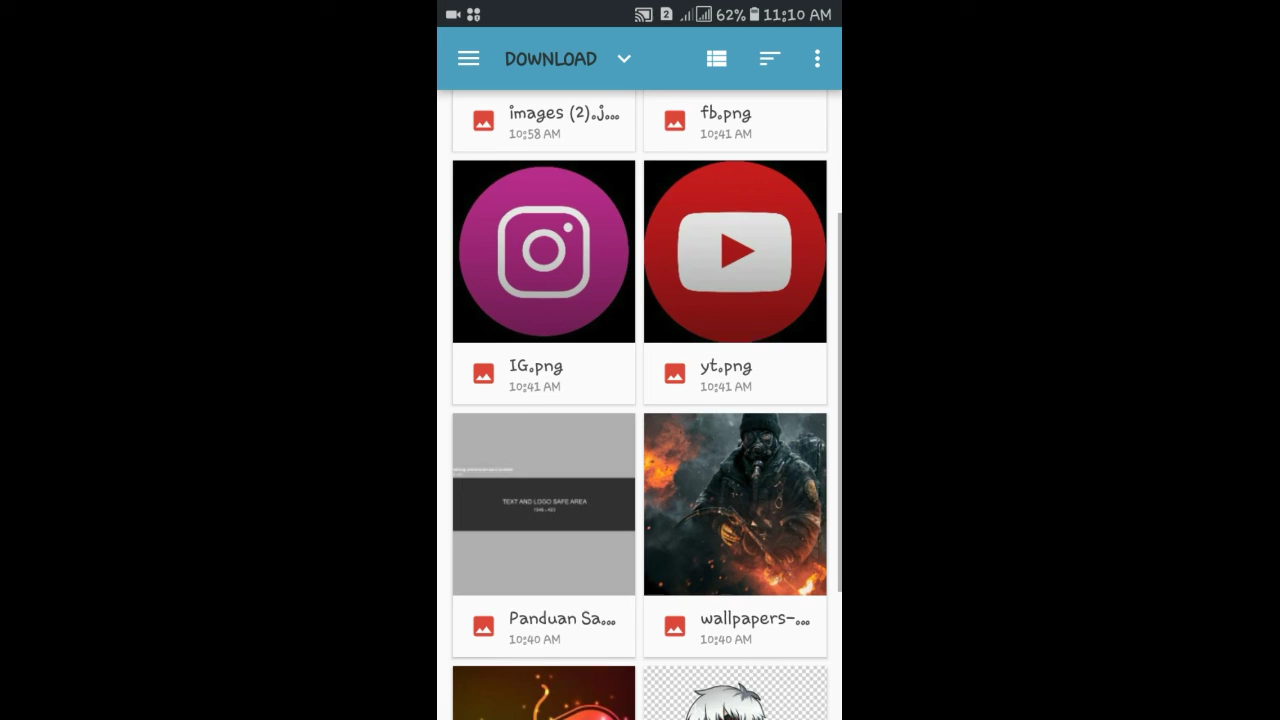 2 62% 11:10 AM
DOWNLOAD
images (2).j...
10:58 AM
fb.png
10:41 AM
IG.png
10:41 AM
yt.png
10:41 AM
TEXT AND LOGO SAFE AREA
Panduan Sa...
10:40 AM
wallpapers-...
10:40 AM